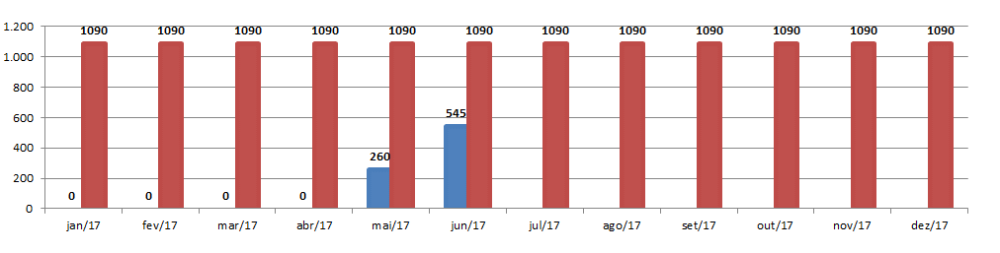 1.200
1.000
800
600
400
200
0
1090 1090 1090 1090 1090 1090 1090 1090 1090 1090 1090 1090
0 0 0 0 260 545
jan/17 fev/17 mar/17 abr/17 mai/17 jun/17 jul/17 ago/17 set/17 out/17 nov/17 dez/17